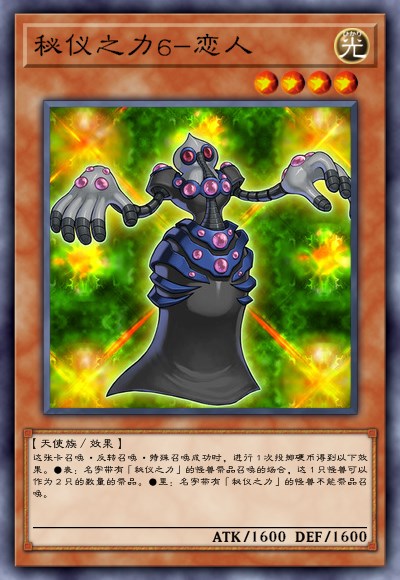 秘仪之力6-恋人
光
【天使族/效果】
这张卡召唤·反转召唤·特殊召唤成功时，进行1次投掷硬币得到以下效
果。●表：名字带有「秘仪之力」的怪兽祭品召唤的场合，这1只怪兽可以
作为2只的数量的祭品。●里：名字带有「秘仪之力」的怪兽不能祭品召
唤。
ATK/1600 DEF/1600